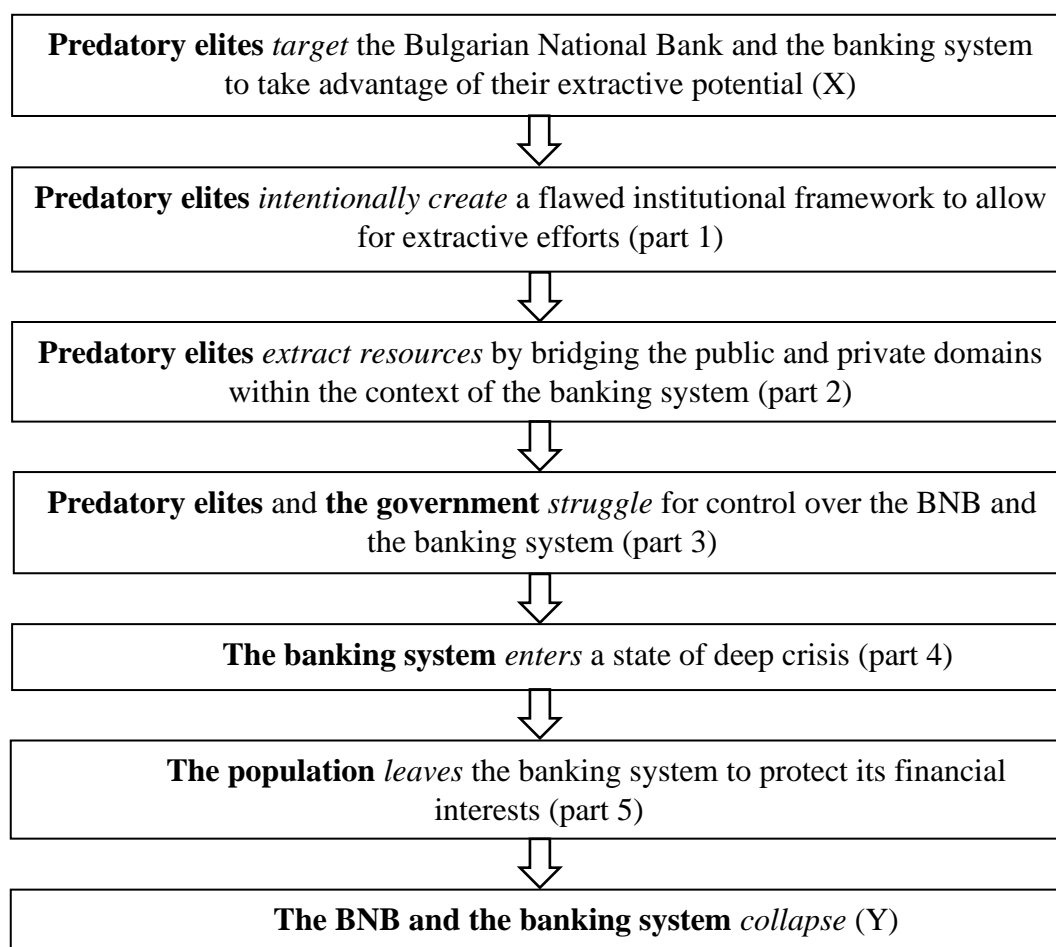 Predatory elites target the Bulgarian National Bank and the banking system
to take advantage of their extractive potential (X)
Predatory elites intentionally create a flawed institutional framework to allow
for extractive efforts (part 1)
Predatory elites extract resources by bridging the public and private domains
within the context of the banking system (part 2)
Predatory elites and the government struggle for control over the BNB and
the banking system (part 3)
The banking system enters a state of deep crisis (part 4)
The population leaves the banking system to protect its financial
interests (part 5)
The BNB and the banking system collapse (Y)